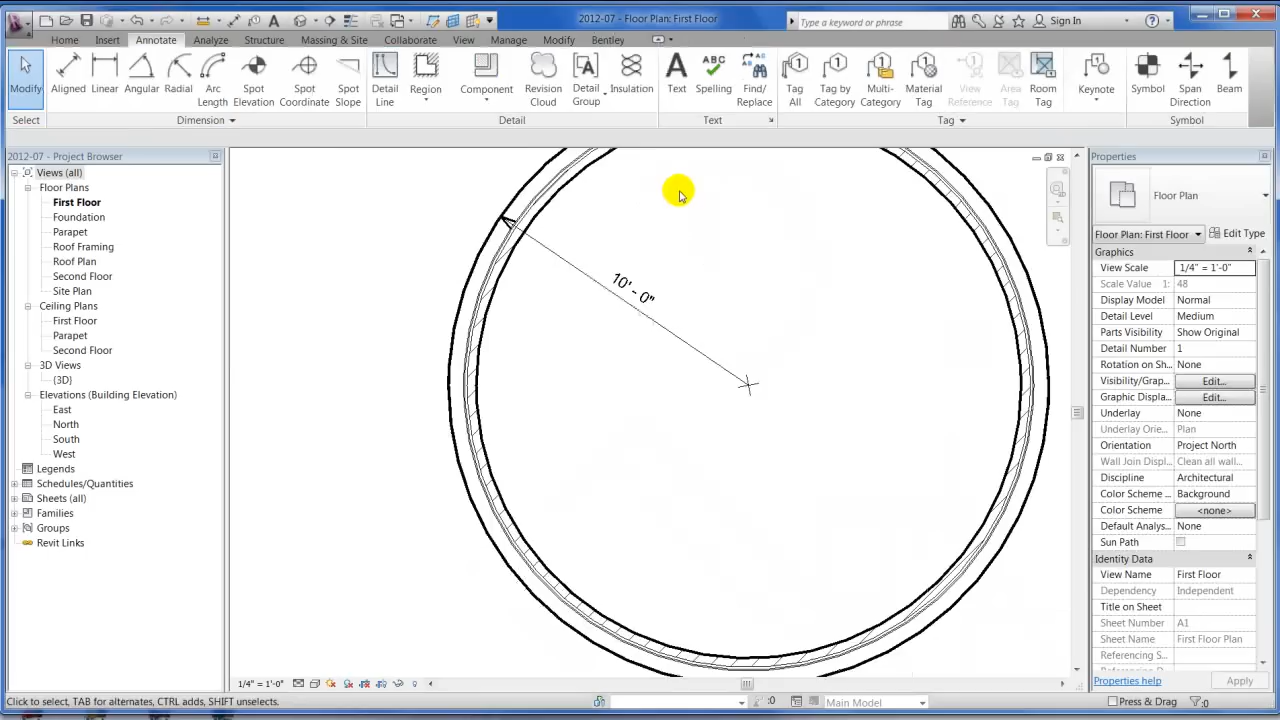 2012-07 - Floor Plan: First Floor
Type a keyword or phrase
Sign In
Home Insert Annotate Analyze Structure Massing & Site Collaborate View Manage Modify Bentley
Modify
Aligned
Linear
Angular
Radial
Arc Length
Spot Elevation
Spot Coordinate
Spot Slope
Detail Line
Region
Component
Revision Cloud
Detail Group
Insulation
Text
ABC
Spelling
Find/ Replace
Tag All
Tag by Category
Multi- Category
Material Tag
View Reference
Area Tag
Room Tag
Keynote
Symbol
Span Direction
Beam
Select Dimension Detail Text Tag Symbol
2012-07 - Project Browser
Views (all)
Floor Plans
First Floor
Foundation
Parapet
Roof Framing
Roof Plan
Second Floor
Site Plan
Ceiling Plans
First Floor
Parapet
Second Floor
3D Views
{3D}
Elevations (Building Elevation)
East
North
South
West
Legends
Schedules/Quantities
Sheets (all)
Families
Groups
Revit Links
10' - 0"
Properties
Floor Plan
Floor Plan: First Floor Edit Type
Graphics
View Scale 1/4" = 1'-0"
Scale Value 1: 48
Display Model Normal
Detail Level Medium
Parts Visibility Show Original
Detail Number 1
Rotation on Sh... None
Visibility/Grap... Edit...
Graphic Displa... Edit...
Underlay None
Underlay Orie... Plan
Orientation Project North
Wall Join Displ... Clean all wall...
Discipline Architectural
Color Scheme ... Background
Color Scheme <none>
Default Analys... None
Sun Path
Identity Data
View Name First Floor
Dependency Independent
Title on Sheet
Sheet Number A1
Sheet Name First Floor Plan
Referencing S...
Properties help Apply
1/4" = 1'-0"
Click to select, TAB for alternates, CTRL adds, SHIFT unselects. :0 Main Model Press & Drag :0